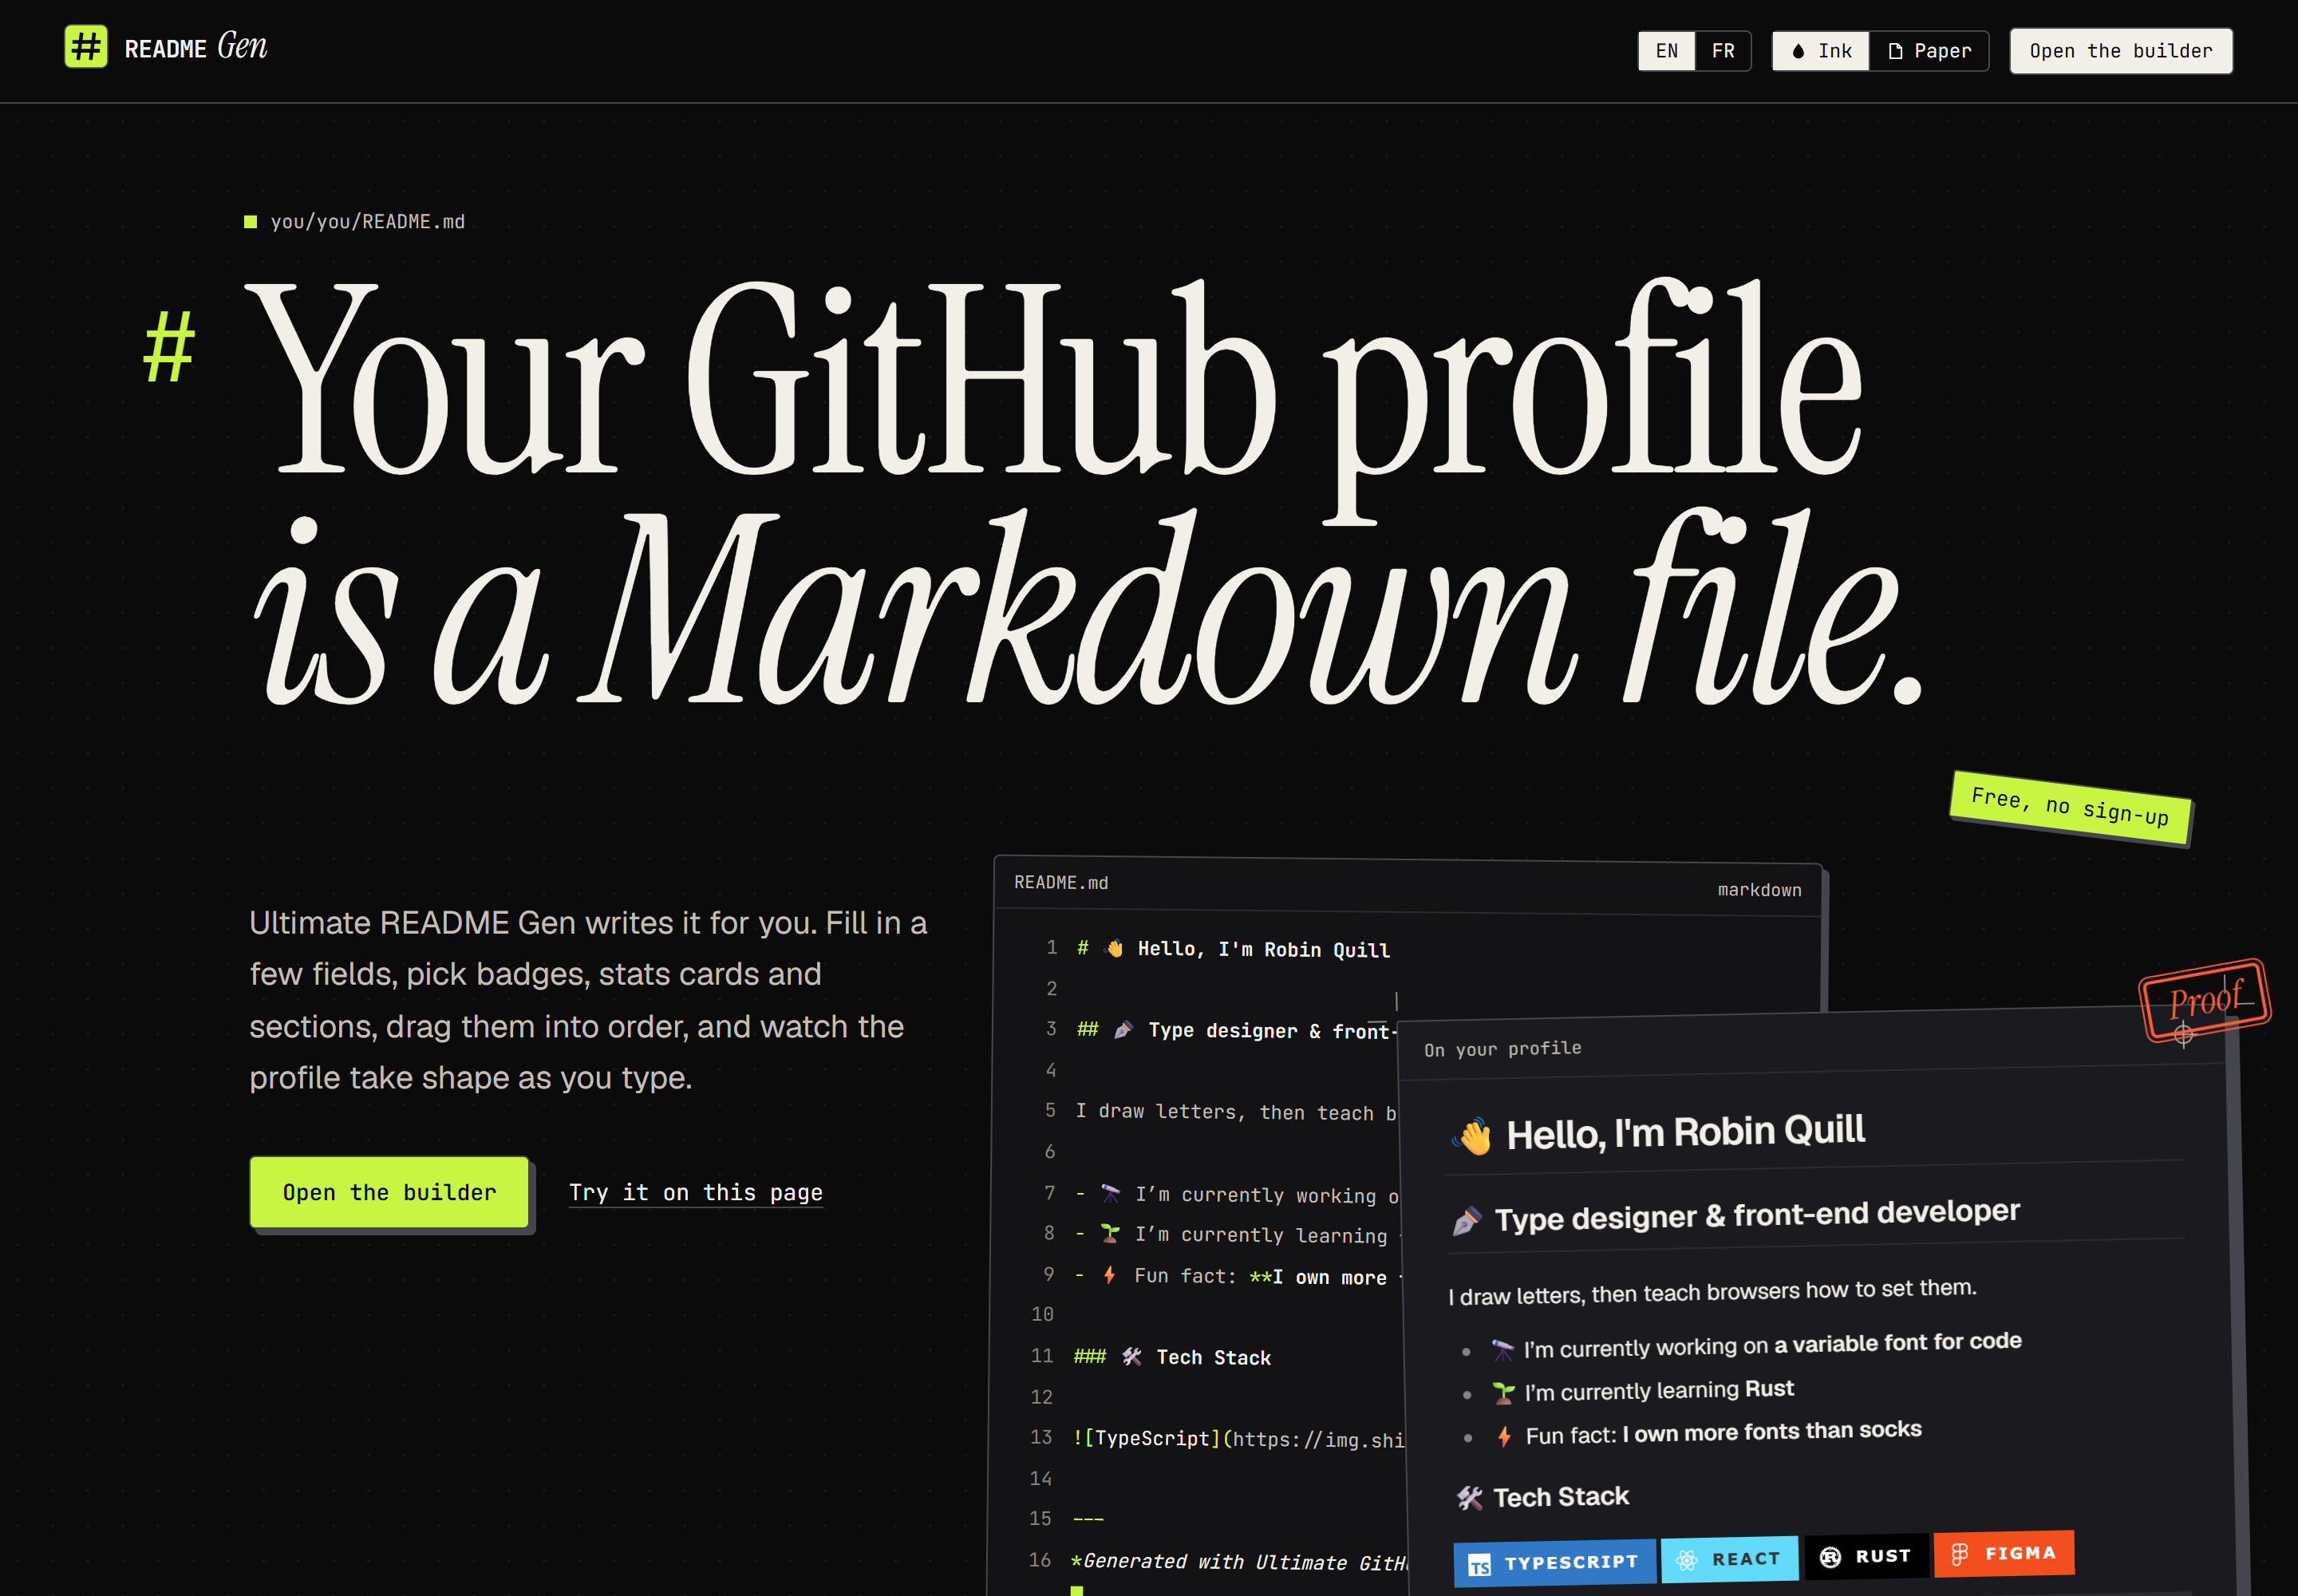 # README Gen
EN FR Ink Paper Open the builder
you/you/README.md
# Your GitHub profile
is a Markdown file.
Free, no sign-up
Ultimate README Gen writes it for you. Fill in a
few fields, pick badges, stats cards and
sections, drag them into order, and watch the
profile take shape as you type.
Open the builder Try it on this page
README.md markdown
1 # 👋 Hello, I'm Robin Quill
2
3 ## Type designer & front-
4
5 I draw letters, then teach b
6
7 - 🔭 I’m currently working o
8 - 🌱 I’m currently learning
9 - ⚡ Fun fact: **I own more
10
11 ### 🛠 Tech Stack
12
13 ![TypeScript](https://img.shi
14
15 ---
16 *Generated with Ultimate GitH
Proof
On your profile
👋 Hello, I'm Robin Quill
Type designer & front-end developer
I draw letters, then teach browsers how to set them.
• 🔭 I’m currently working on a variable font for code
• 🌱 I’m currently learning Rust
• ⚡ Fun fact: I own more fonts than socks
🛠 Tech Stack
TS TYPESCRIPT REACT R RUST FIGMA